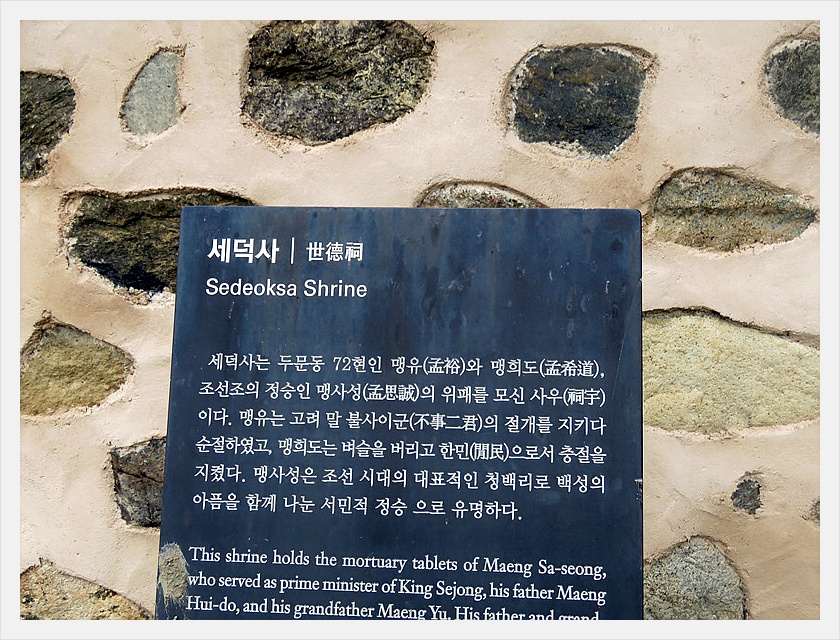 세덕사 | 世德祠
Sedeoksa Shrine
세덕사는 두문동 72현인 맹유(孟裕)와 맹희도(孟希道),
조선조의 정승인 맹사성(孟思誠)의 위패를 모신 사우(祠宇)
이다. 맹유는 고려 말 불사이군(不事二君)의 절개를 지키다
순절하였고, 맹희도는 벼슬을 버리고 한민(閒民)으로서 충절을
지켰다. 맹사성은 조선 시대의 대표적인 청백리로 백성의
아픔을 함께 나눈 서민적 정승 으로 유명하다.
This shrine holds the mortuary tablets of Maeng Sa-seong,
who served as prime minister of King Sejong, his father Maeng
Hui-do, and his grandfather Maeng Yu. His father and grand-